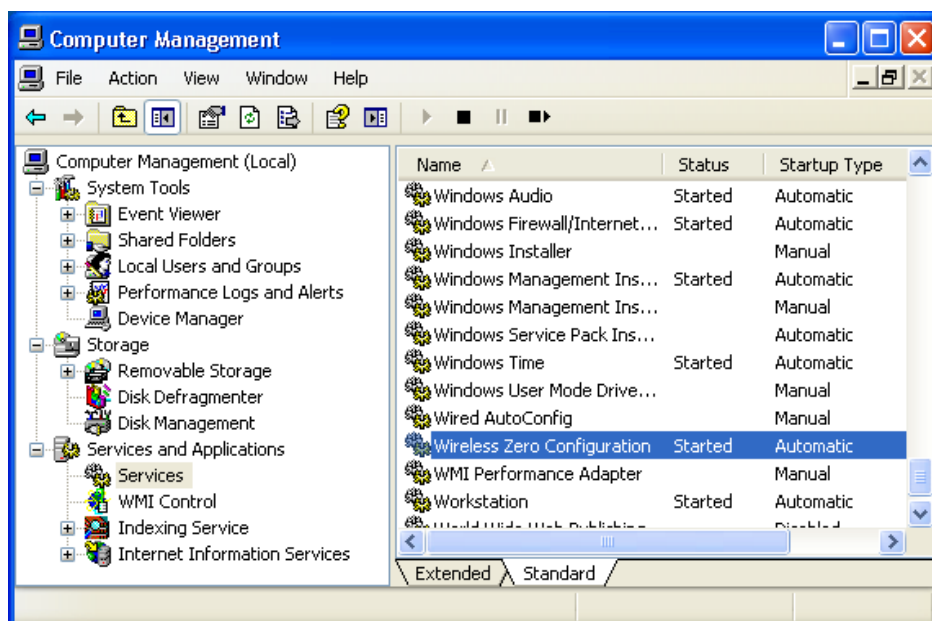 Computer Management
File Action View Window Help
Computer Management (Local)
System Tools
Event Viewer
Shared Folders
Local Users and Groups
Performance Logs and Alerts
Device Manager
Storage
Removable Storage
Disk Defragmenter
Disk Management
Services and Applications
Services
WMI Control
Indexing Service
Internet Information Services
Name Status Startup Type
Windows Audio Started Automatic
Windows Firewall/Internet... Started Automatic
Windows Installer Manual
Windows Management Ins... Started Automatic
Windows Management Ins... Manual
Windows Service Pack Ins... Automatic
Windows Time Started Automatic
Windows User Mode Drive... Manual
Wired AutoConfig Manual
Wireless Zero Configuration Started Automatic
WMI Performance Adapter Manual
Workstation Started Automatic
World Wide Web Publishing Disabled
Extended Standard